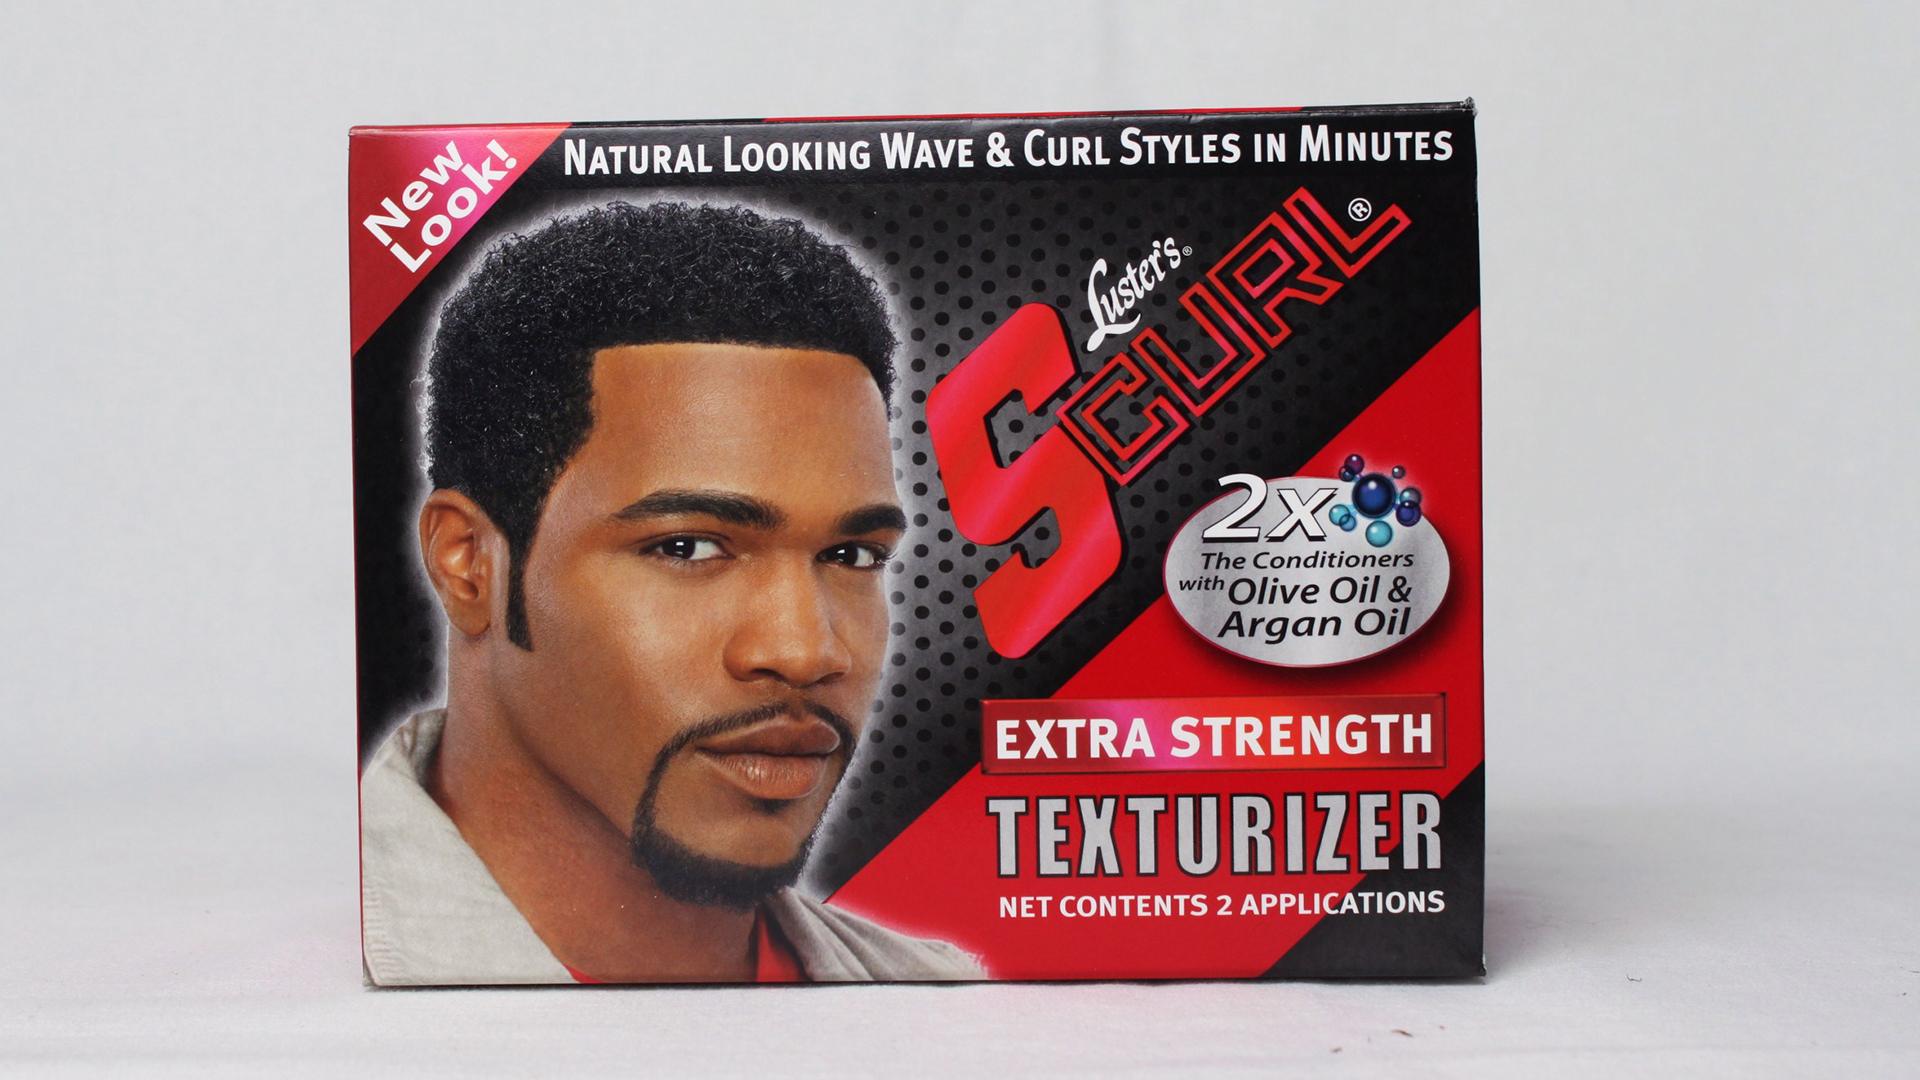 New
Look!
NATURAL LOOKING WAVE & CURL STYLES IN MINUTES
Luster's®
SCURL®
2x
The Conditioners
with Olive Oil &
Argan Oil
EXTRA STRENGTH
TEXTURIZER
NET CONTENTS 2 APPLICATIONS